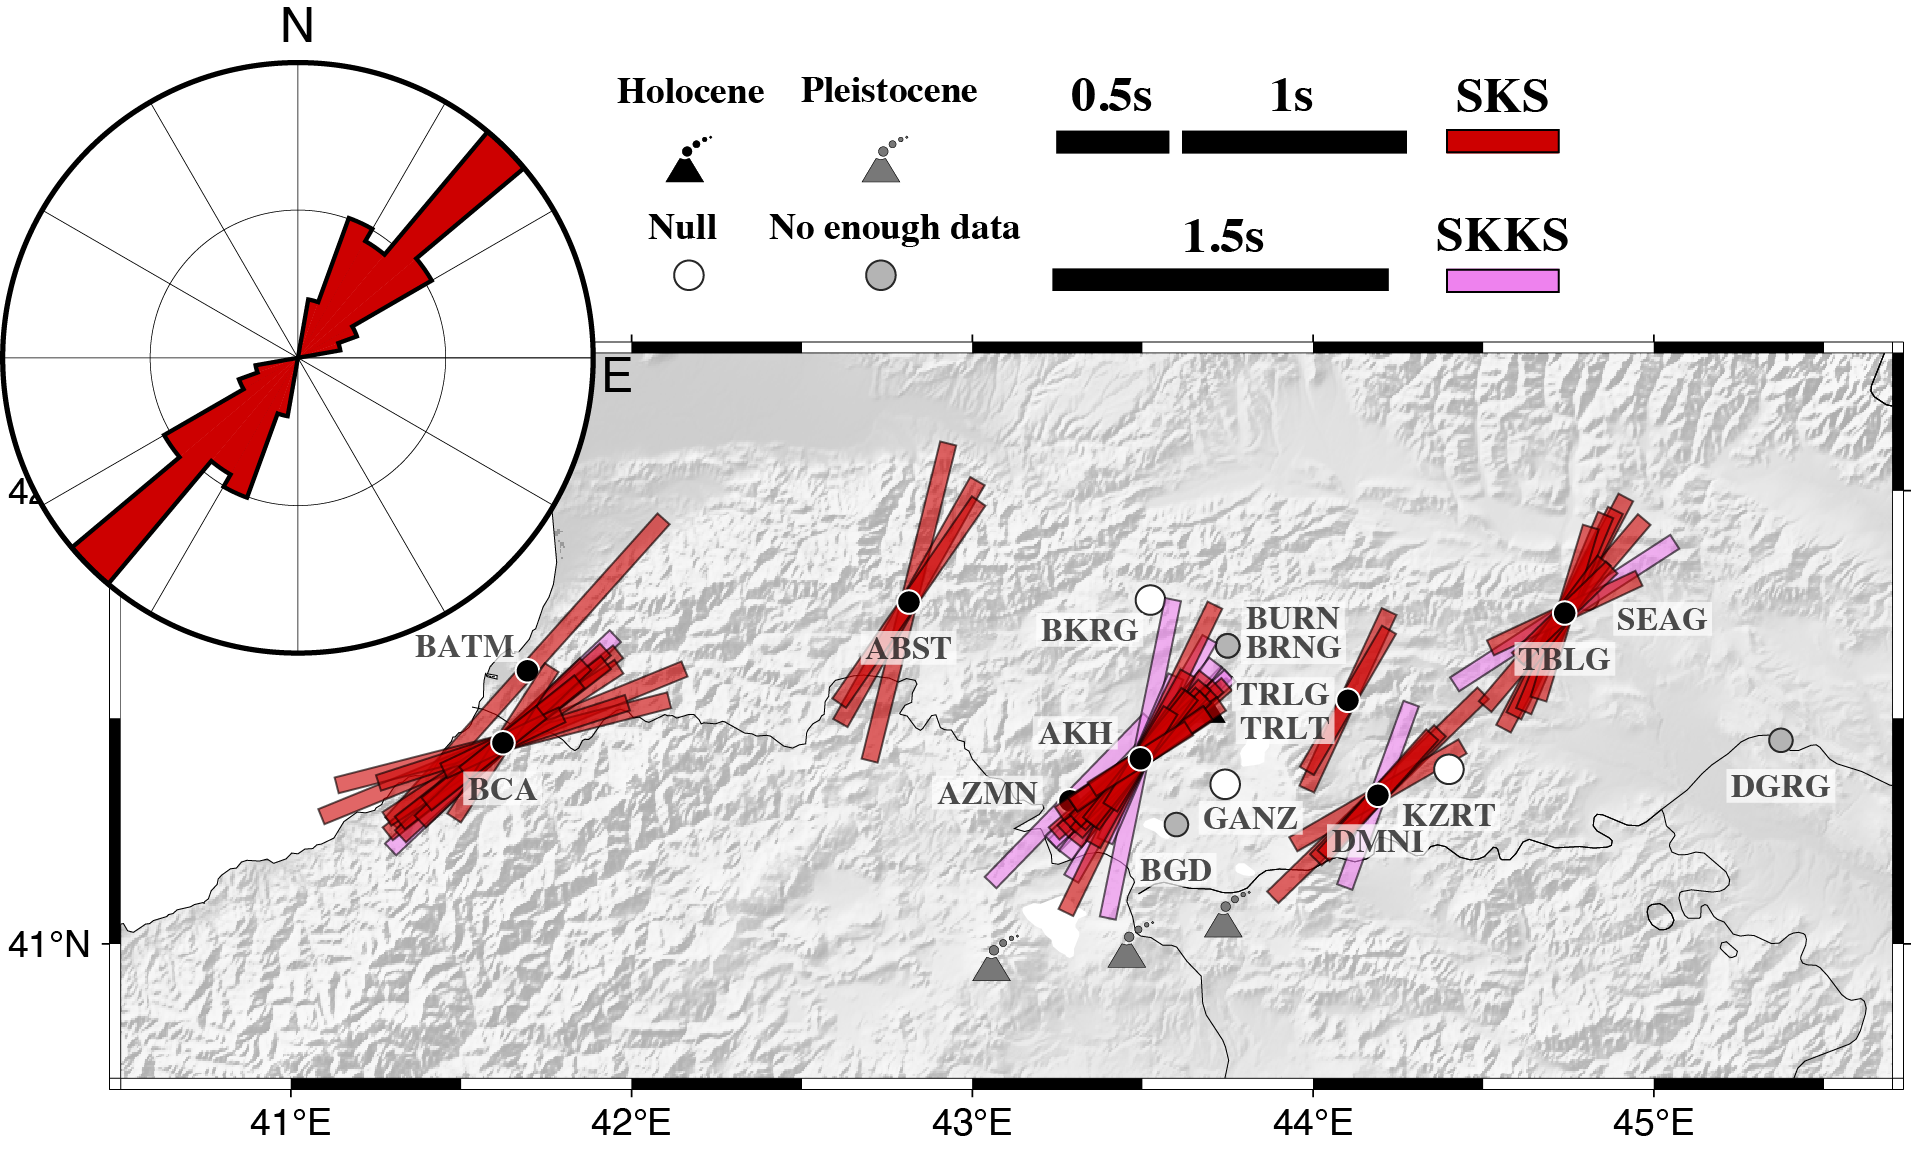 N
Holocene Pleistocene 0.5s 1s SKS
Null No enough data 1.5s SKKS
E
BATM
ABST
BKRG
BURN
BRNG
SEAG
TBLG
TRLG
TRLT
AKH
BCA
AZMN
GANZ
KZRT
DMNI
DGRG
BGD
41°N
41°E 42°E 43°E 44°E 45°E